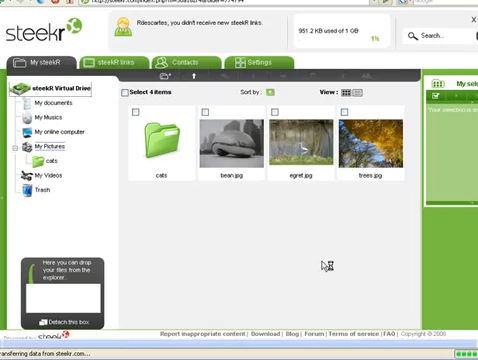 steekr
Rdescartes, you didn't receive new steekR links.
951.2 KB used of 1 GB
1%
Search...
My steekR
steekR links
Contacts
Settings
steekR Virtual Drive
Select 4 items
Sort by :
View :
My documents
My Musics
My online computer
My Pictures
cats
My Videos
Trash
cats
bean.jpg
egret.jpg
trees.jpg
Here you can drop
your files from the
explorer.
Detach this box
Powered by steekr
Report inappropriate content | Download | Blog | Forum | Terms of service | FAQ | Copyright © 2006
transferring data from steekr.com...